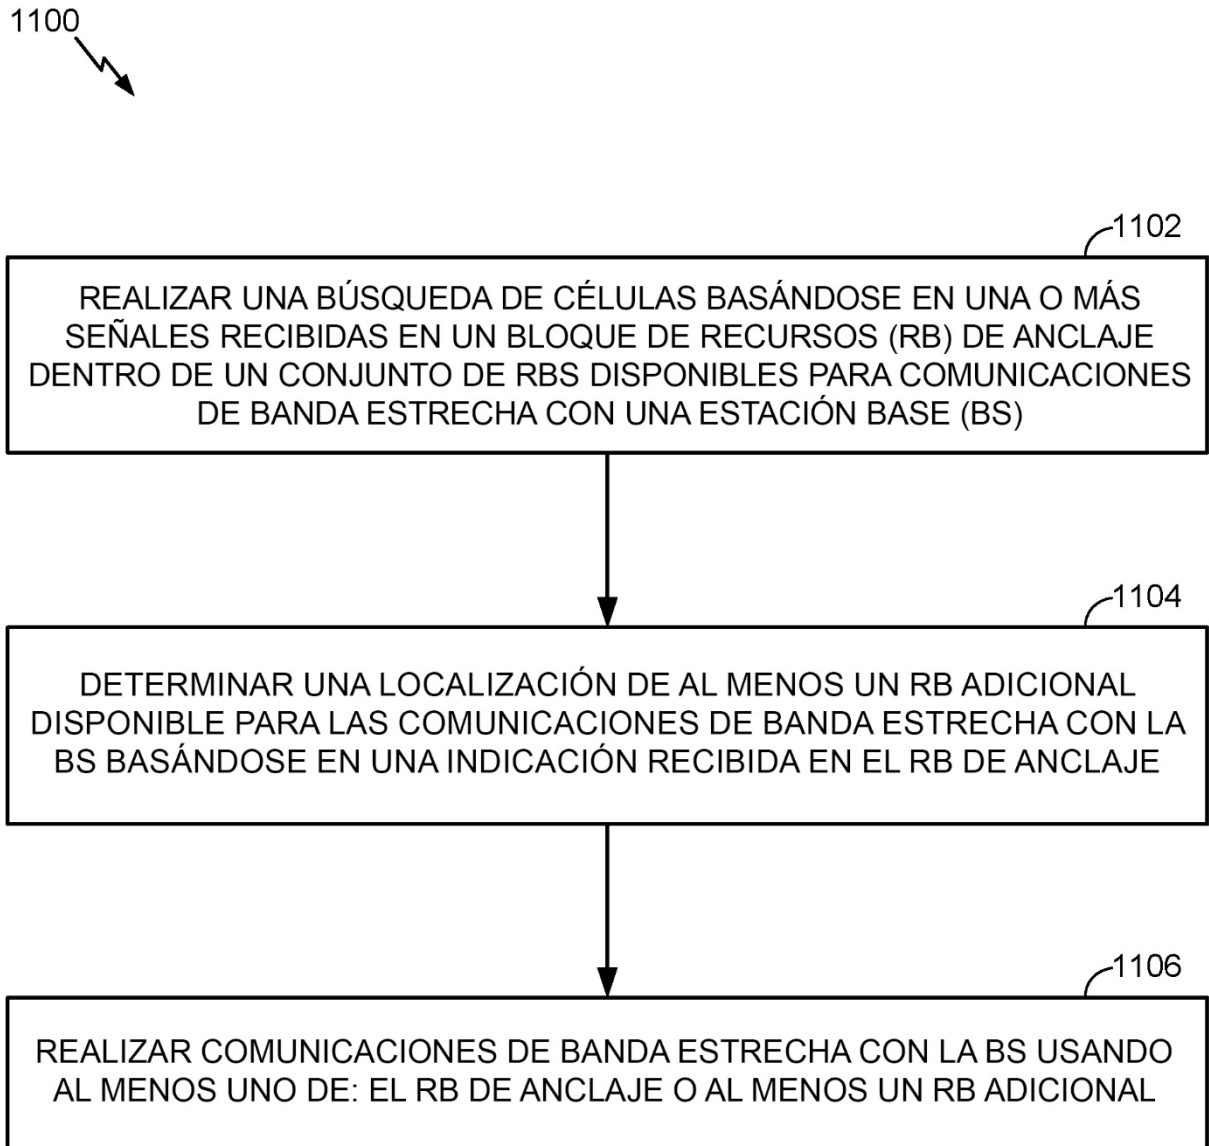 1100
1102
REALIZAR UNA BÚSQUEDA DE CÉLULAS BASÁNDOSE EN UNA O MÁS
SEÑALES RECIBIDAS EN UN BLOQUE DE RECURSOS (RB) DE ANCLAJE
DENTRO DE UN CONJUNTO DE RBS DISPONIBLES PARA COMUNICACIONES
DE BANDA ESTRECHA CON UNA ESTACIÓN BASE (BS)
1104
DETERMINAR UNA LOCALIZACIÓN DE AL MENOS UN RB ADICIONAL
DISPONIBLE PARA LAS COMUNICACIONES DE BANDA ESTRECHA CON LA
BS BASÁNDOSE EN UNA INDICACIÓN RECIBIDA EN EL RB DE ANCLAJE
1106
REALIZAR COMUNICACIONES DE BANDA ESTRECHA CON LA BS USANDO
AL MENOS UNO DE: EL RB DE ANCLAJE O AL MENOS UN RB ADICIONAL